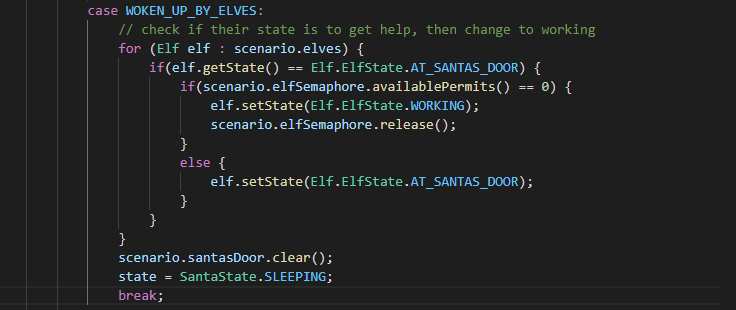 case WOKEN_UP_BY_ELVES:
// check if their state is to get help, then change to working
for (Elf elf : scenario.elves) {
if(elf.getState() == Elf.ElfState.AT_SANTAS_DOOR) {
if(scenario.elfSemaphore.availablePermits() == 0) {
elf.setState(Elf.ElfState.WORKING);
scenario.elfSemaphore.release();
}
else {
elf.setState(Elf.ElfState.AT_SANTAS_DOOR);
}
}
}
scenario.santasDoor.clear();
state = SantaState.SLEEPING;
break;